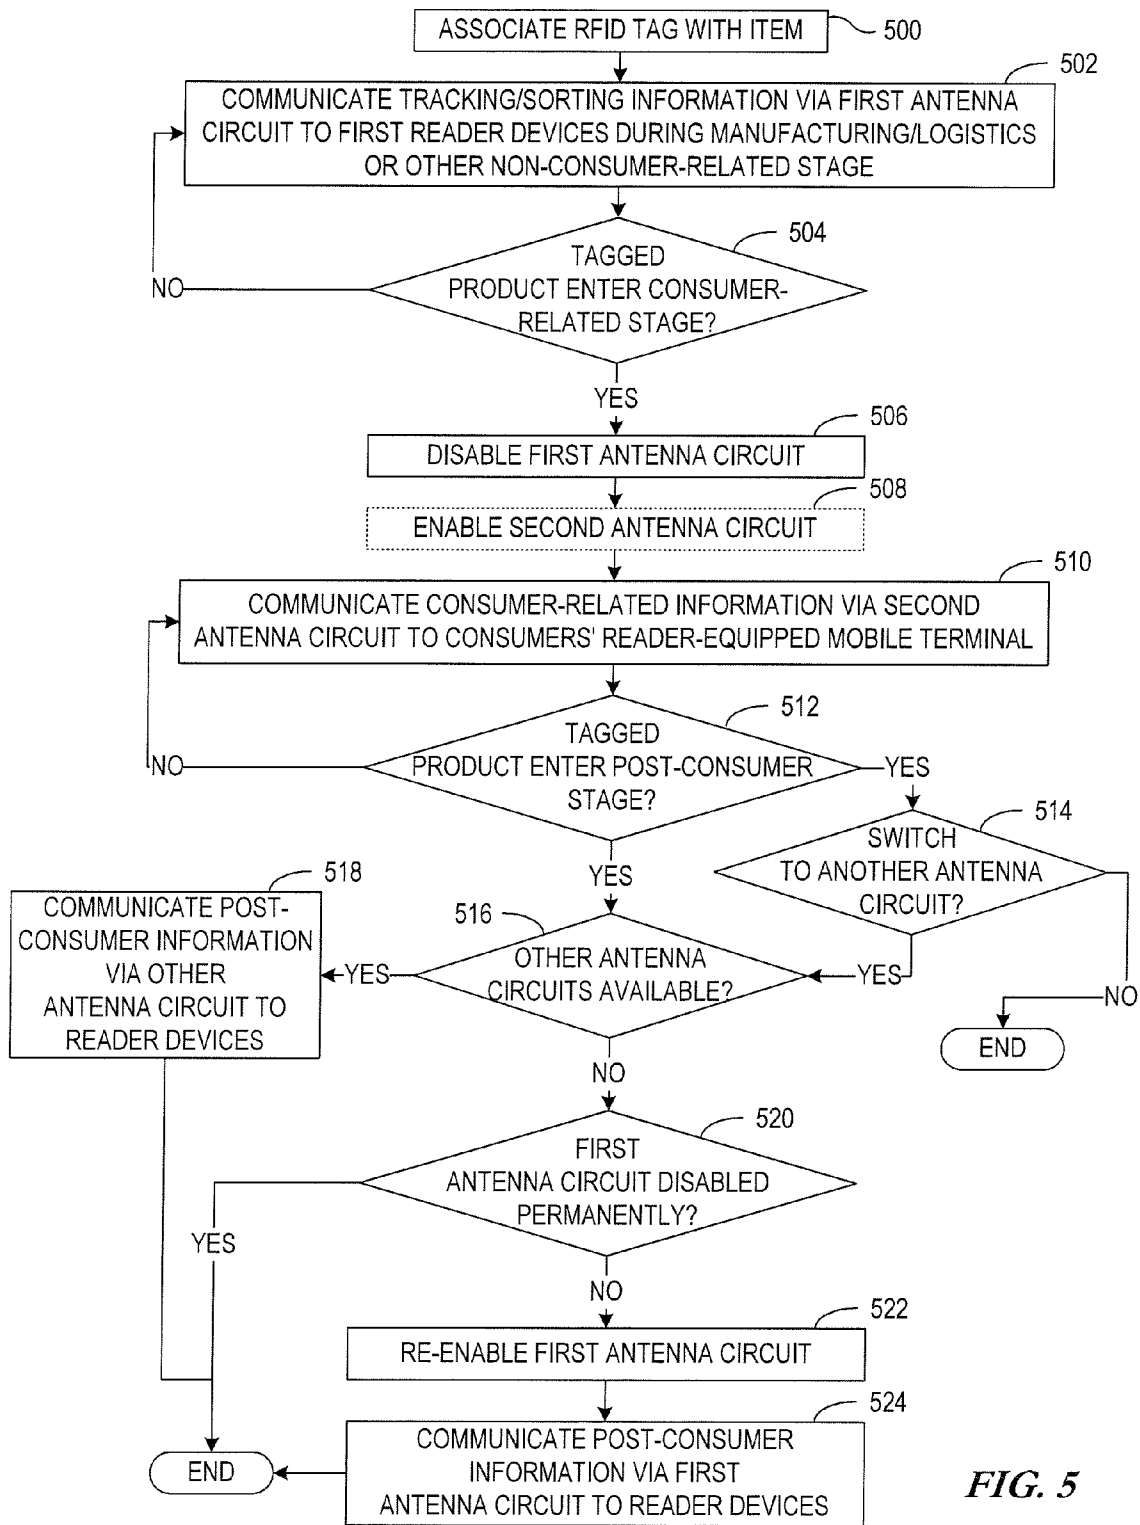 ASSOCIATE RFID TAG WITH ITEM
500
502
COMMUNICATE TRACKING/SORTING INFORMATION VIA FIRST ANTENNA
CIRCUIT TO FIRST READER DEVICES DURING MANUFACTURING/LOGISTICS
OR OTHER NON-CONSUMER-RELATED STAGE
504
TAGGED
PRODUCT ENTER CONSUMER-
RELATED STAGE?
NO
YES
506
DISABLE FIRST ANTENNA CIRCUIT
508
ENABLE SECOND ANTENNA CIRCUIT
510
COMMUNICATE CONSUMER-RELATED INFORMATION VIA SECOND
ANTENNA CIRCUIT TO CONSUMERS' READER-EQUIPPED MOBILE TERMINAL
512
TAGGED
PRODUCT ENTER POST-CONSUMER
STAGE?
NO
YES
514
SWITCH
TO ANOTHER ANTENNA
CIRCUIT?
YES
518
COMMUNICATE POST-
CONSUMER INFORMATION
VIA OTHER
ANTENNA CIRCUIT TO
READER DEVICES
516
OTHER ANTENNA
CIRCUITS AVAILABLE?
YES
YES
NO
END
NO
520
FIRST
ANTENNA CIRCUIT DISABLED
PERMANENTLY?
YES
NO
522
RE-ENABLE FIRST ANTENNA CIRCUIT
524
COMMUNICATE POST-CONSUMER
INFORMATION VIA FIRST
ANTENNA CIRCUIT TO READER DEVICES
END
FIG. 5